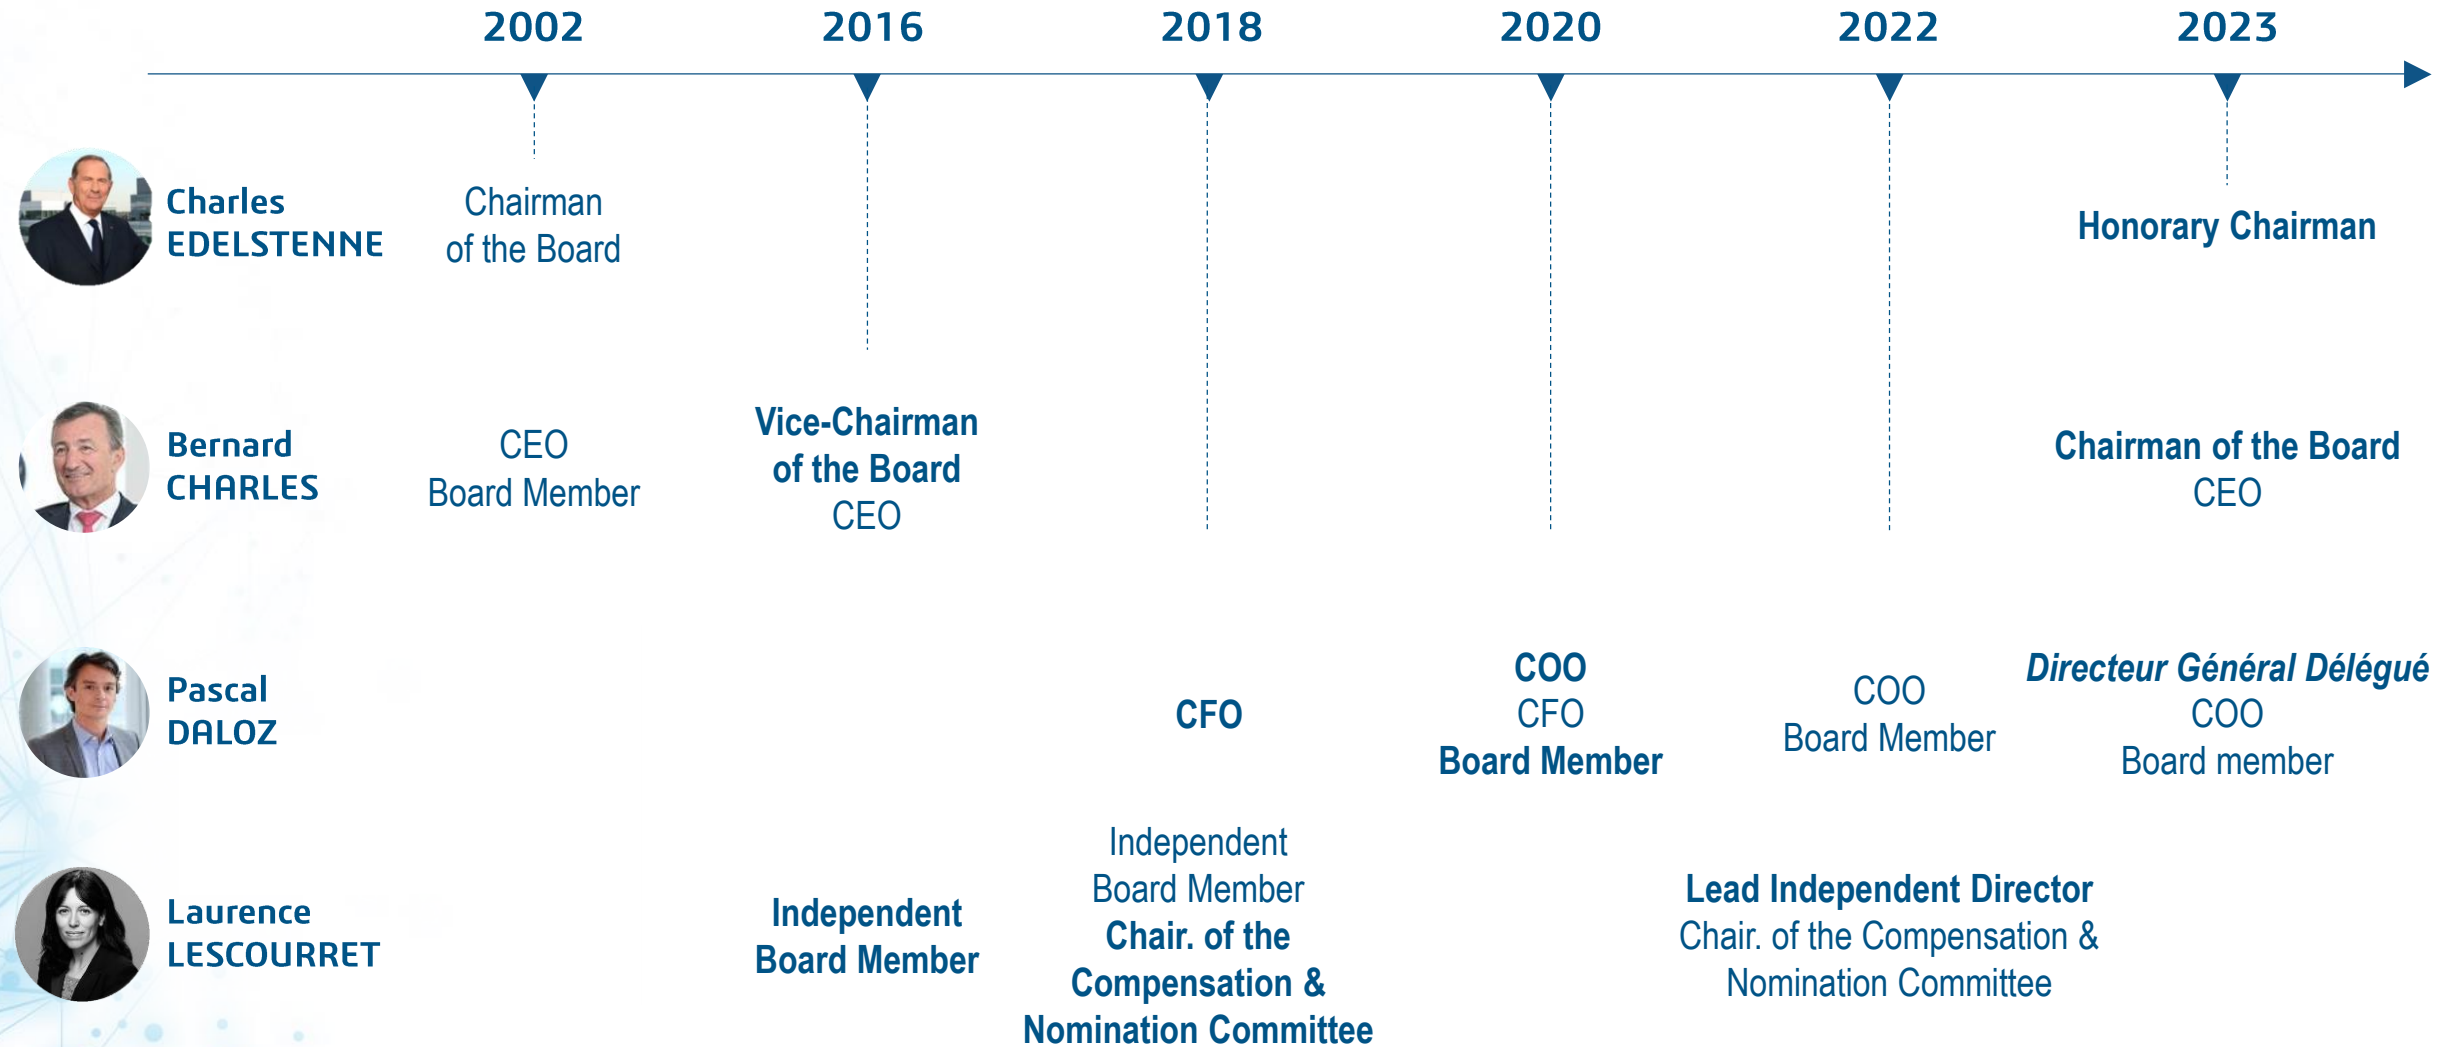 2002 2016 2018 2020 2022 2023
Charles
EDELSTENNE
Chairman
of the Board
Honorary Chairman
Bernard
CHARLES
CEO
Board Member
Vice-Chairman
of the Board
CEO
Chairman of the Board
CEO
Pascal
DALOZ
CFO
COO
CFO
Board Member
COO
Board Member
Directeur Général Délégué
COO
Board member
Laurence
LESCOURRET
Independent
Board Member
Independent
Board Member
Chair. of the
Compensation &
Nomination Committee
Lead Independent Director
Chair. of the Compensation &
Nomination Committee